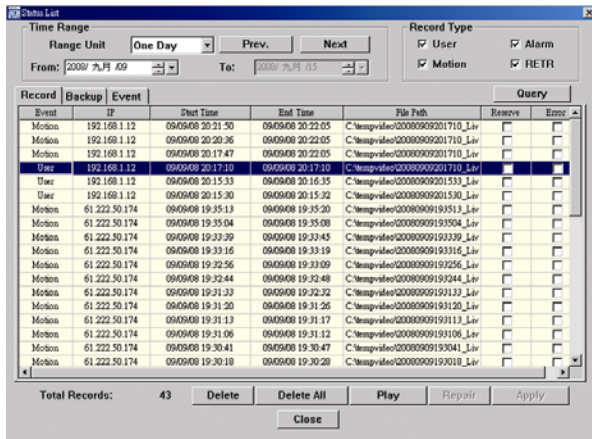 Status List
Time Range
Record Type
Range Unit One Day Prev. Next
User Alarm
From: 2008/ 九月 /09 To: 2008/ 九月 /15
Motion RETR
Record Backup Event Query
Event IP Start Time End Time File Path Reserve Error
Motion 192.168.1.12 09/09/08 20:21:50 09/09/08 20:22:05 C:\tempvideo\20080909201710_Liv
Motion 192.168.1.12 09/09/08 20:20:36 09/09/08 20:22:05 C:\tempvideo\20080909201710_Liv
Motion 192.168.1.12 09/09/08 20:17:47 09/09/08 20:22:05 C:\tempvideo\20080909201710_Liv
User 192.168.1.12 09/09/08 20:17:10 09/09/08 20:17:10 C:\tempvideo\20080909201710_Liv
User 192.168.1.12 09/09/08 20:15:33 09/09/08 20:16:35 C:\tempvideo\20080909201533_Liv
User 192.168.1.12 09/09/08 20:15:30 09/09/08 20:15:32 C:\tempvideo\20080909201530_Liv
Motion 61.222.50.174 09/09/08 19:35:13 09/09/08 19:35:20 C:\tempvideo\20080909193513_Liv
Motion 61.222.50.174 09/09/08 19:35:04 09/09/08 19:35:08 C:\tempvideo\20080909193504_Liv
Motion 61.222.50.174 09/09/08 19:33:39 09/09/08 19:33:45 C:\tempvideo\20080909193339_Liv
Motion 61.222.50.174 09/09/08 19:33:16 09/09/08 19:33:19 C:\tempvideo\20080909193316_Liv
Motion 61.222.50.174 09/09/08 19:32:56 09/09/08 19:33:09 C:\tempvideo\20080909193256_Liv
Motion 61.222.50.174 09/09/08 19:32:44 09/09/08 19:32:48 C:\tempvideo\20080909193244_Liv
Motion 61.222.50.174 09/09/08 19:31:33 09/09/08 19:32:32 C:\tempvideo\20080909193133_Liv
Motion 61.222.50.174 09/09/08 19:31:20 09/09/08 19:31:26 C:\tempvideo\20080909193120_Liv
Motion 61.222.50.174 09/09/08 19:31:13 09/09/08 19:31:17 C:\tempvideo\20080909193113_Liv
Motion 61.222.50.174 09/09/08 19:31:06 09/09/08 19:31:12 C:\tempvideo\20080909193106_Liv
Motion 61.222.50.174 09/09/08 19:30:41 09/09/08 19:30:47 C:\tempvideo\20080909193041_Liv
Motion 61.222.50.174 09/09/08 19:30:18 09/09/08 19:30:28 C:\tempvideo\20080909193018_Liv
Total Records: 43 Delete Delete All Play Repair Apply
Close